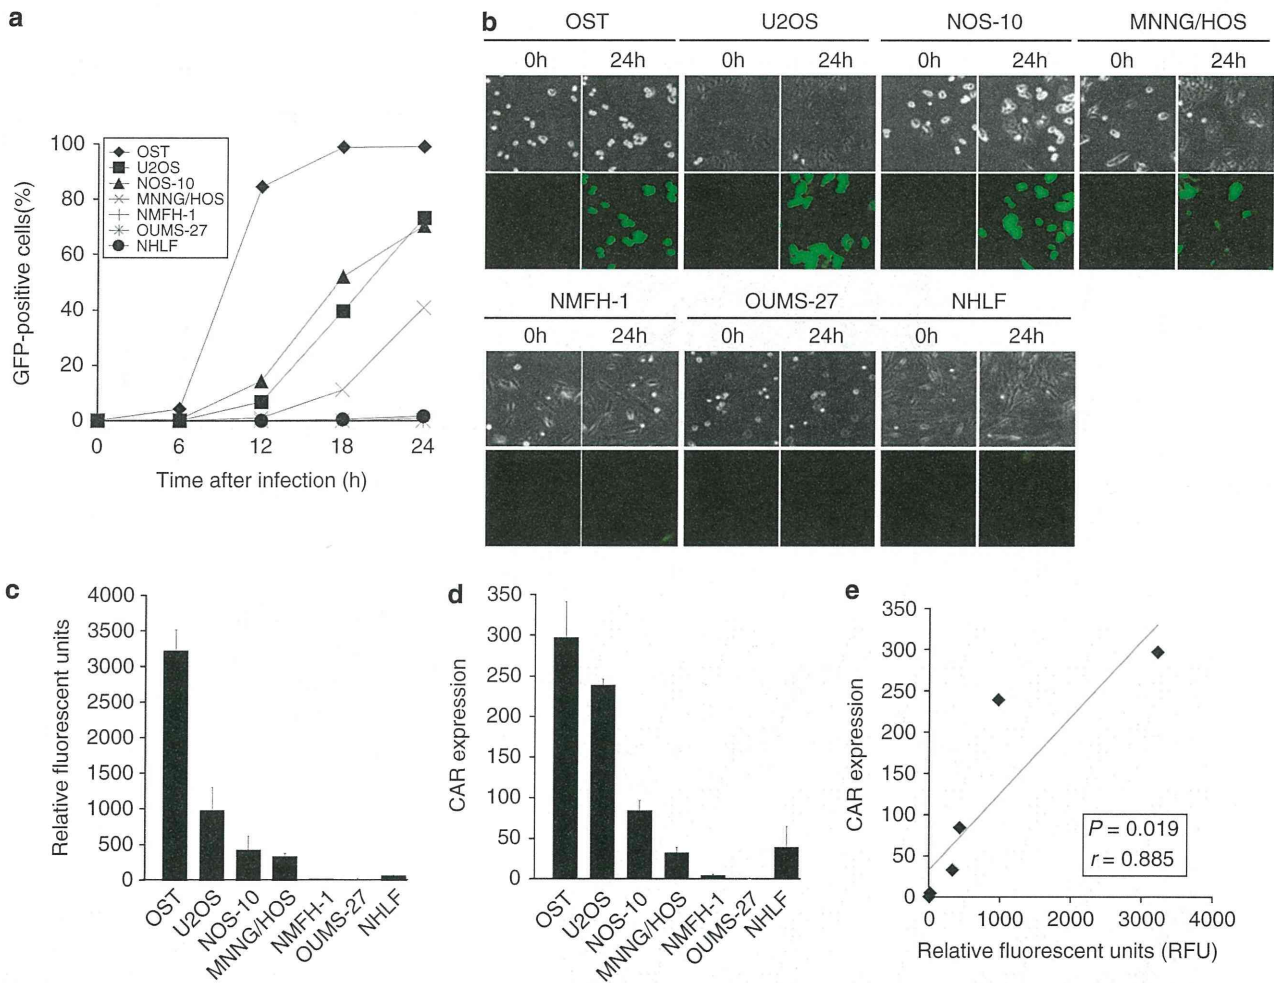 a
100
80
60
40
20
0
GFP-positive cells(%)
OST
U2OS
NOS-10
MNNG/HOS
NMFH-1
OUMS-27
NHLF
0 6 12 18 24
Time after infection (h)
b
OST U2OS NOS-10 MNNG/HOS
0h 24h 0h 24h 0h 24h 0h 24h
NMFH-1 OUMS-27 NHLF
0h 24h 0h 24h 0h 24h
c
4000
3500
3000
2500
2000
1500
1000
500
0
Relative fluorescent units
OST U2OS NOS-10 MNNG/HOS NMFH-1 OUMS-27 NHLF
d
350
300
250
200
150
100
50
0
CAR expression
OST U2OS NOS-10 MNNG/HOS NMFH-1 OUMS-27 NHLF
e
350
300
250
200
150
100
50
0
CAR expression
P = 0.019
r = 0.885
0 1000 2000 3000 4000
Relative fluorescent units (RFU)